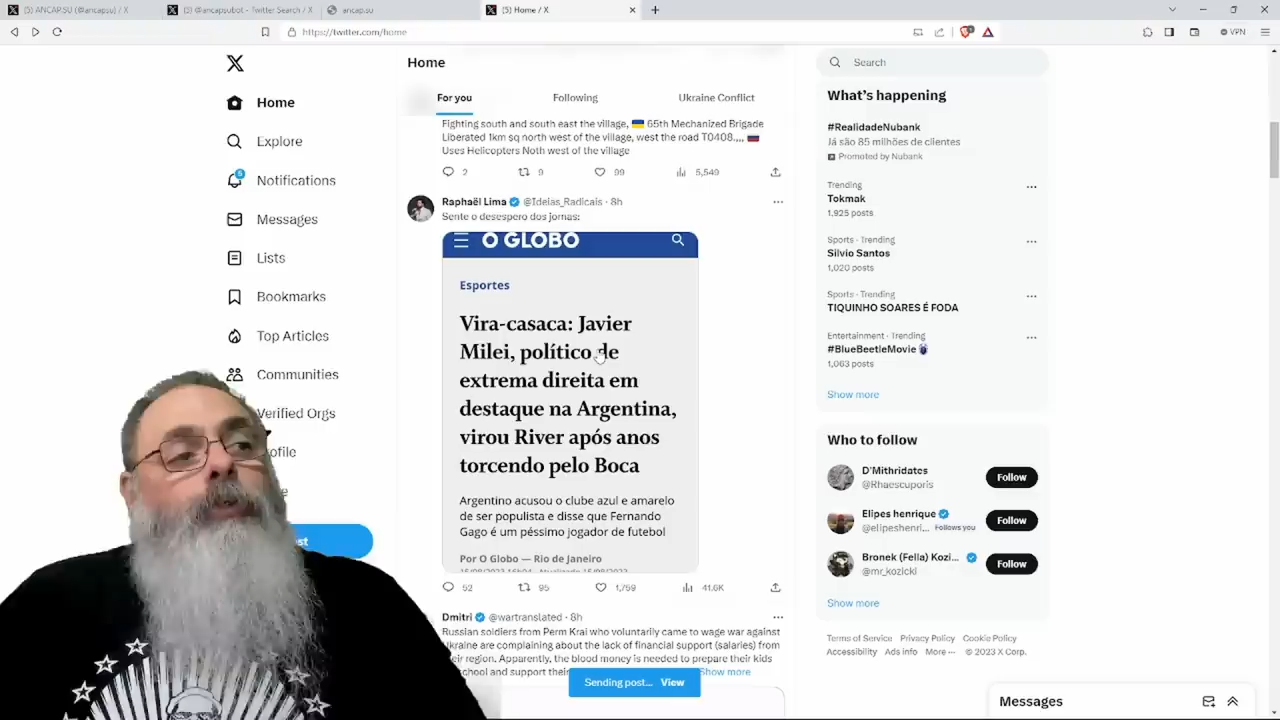 (5) ANCAP.SU (@ancapsu) / X
(5) @ancapsubot - Twitter Search / X
ancap.su
(5) Home / X
https://twitter.com/home
VPN
Home
Explore
Notifications
6
Messages
Lists
Bookmarks
Top Articles
Communities
Verified Orgs
ofile
Home
For you
Following
Ukraine Conflict
Fighting south and south east the village, 🇺🇦 65th Mechanized Brigade
Liberated 1km sq north west of the village, west the road T0408.,,, 🇷🇺
Uses Helicopters Noth west of the village
2
9
99
5,549
Raphaël Lima @Ideias_Radicais · 8h
Sente o desespero dos jornas:
O GLOBO
Esportes
Vira-casaca: Javier
Milei, político de
extrema direita em
destaque na Argentina,
virou River após anos
torcendo pelo Boca
Argentino acusou o clube azul e amarelo
de ser populista e disse que Fernando
Gago é um péssimo jogador de futebol
Por O Globo — Rio de Janeiro
52
95
1,759
41.6K
Dmitri @wartranslated · 8h
Russian soldiers from Perm Krai who voluntarily came to wage war against
Ukraine are complaining about the lack of financial support (salaries) from
their region. Apparently, the blood money is needed to prepare their kids
school and support their
Show more
Sending post... View
Search
What's happening
#RealidadeNubank
Já são 85 milhões de clientes
Promoted by Nubank
Trending
Tokmak
1,925 posts
Sports · Trending
Silvio Santos
1,020 posts
Sports · Trending
TIQUINHO SOARES É FODA
Entertainment · Trending
#BlueBeetleMovie
1,063 posts
Show more
Who to follow
D'Mithridates
@Rhaescuporis
Follow
Elipes henrique
@elipeshenri... Follows you
Follow
Bronek (Fella) Kozi...
@mr_kozicki
Follow
Show more
Terms of Service Privacy Policy Cookie Policy
Accessibility Ads info More ··· © 2023 X Corp.
Messages